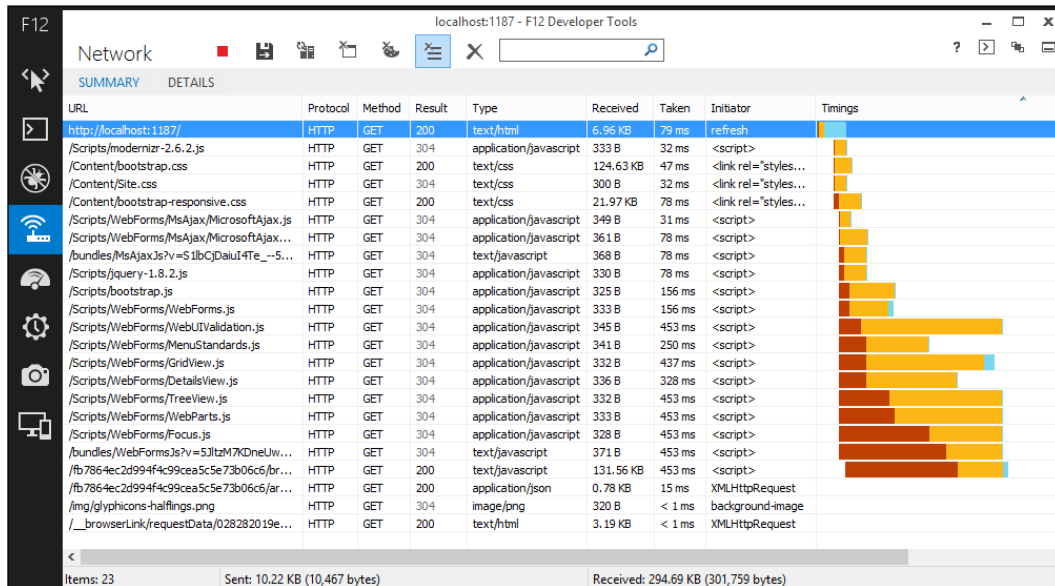 F12
localhost:1187 - F12 Developer Tools
Network
?
SUMMARY DETAILS
URL Protocol Method Result Type Received Taken Initiator Timings
http://localhost:1187/ HTTP GET 200 text/html 6.96 KB 79 ms refresh
/Scripts/modernizr-2.6.2.js HTTP GET 304 application/javascript 333 B 32 ms <script>
/Content/bootstrap.css HTTP GET 200 text/css 124.63 KB 47 ms <link rel="styles...
/Content/Site.css HTTP GET 304 text/css 300 B 32 ms <link rel="styles...
/Content/bootstrap-responsive.css HTTP GET 200 text/css 21.97 KB 78 ms <link rel="styles...
/Scripts/WebForms/MsAjax/MicrosoftAjax.js HTTP GET 304 application/javascript 349 B 31 ms <script>
/Scripts/WebForms/MsAjax/MicrosoftAjax... HTTP GET 304 application/javascript 361 B 78 ms <script>
/bundles/MsAjaxJs?v=S1lbCjDaiuI4Te_--5... HTTP GET 304 text/javascript 368 B 78 ms <script>
/Scripts/jquery-1.8.2.js HTTP GET 304 application/javascript 330 B 78 ms <script>
/Scripts/bootstrap.js HTTP GET 304 application/javascript 325 B 156 ms <script>
/Scripts/WebForms/WebForms.js HTTP GET 304 application/javascript 333 B 156 ms <script>
/Scripts/WebForms/WebUIValidation.js HTTP GET 304 application/javascript 345 B 453 ms <script>
/Scripts/WebForms/MenuStandards.js HTTP GET 304 application/javascript 341 B 250 ms <script>
/Scripts/WebForms/GridView.js HTTP GET 304 application/javascript 332 B 437 ms <script>
/Scripts/WebForms/DetailsView.js HTTP GET 304 application/javascript 336 B 328 ms <script>
/Scripts/WebForms/TreeView.js HTTP GET 304 application/javascript 332 B 453 ms <script>
/Scripts/WebForms/WebParts.js HTTP GET 304 application/javascript 333 B 453 ms <script>
/Scripts/WebForms/Focus.js HTTP GET 304 application/javascript 328 B 453 ms <script>
/bundles/WebFormsJs?v=5JltzM7KDneUw... HTTP GET 304 text/javascript 371 B 453 ms <script>
/fb7864ec2d994f4c99cea5c5e73b06c6/br... HTTP GET 200 text/javascript 131.56 KB 453 ms <script>
/fb7864ec2d994f4c99cea5c5e73b06c6/ar... HTTP GET 200 application/json 0.78 KB 15 ms XMLHttpRequest
/img/glyphicons-halflings.png HTTP GET 304 image/png 320 B < 1 ms background-image
/__browserLink/requestData/028282019e... HTTP GET 200 text/html 3.19 KB < 1 ms XMLHttpRequest
Items: 23 Sent: 10.22 KB (10,467 bytes) Received: 294.69 KB (301,759 bytes)